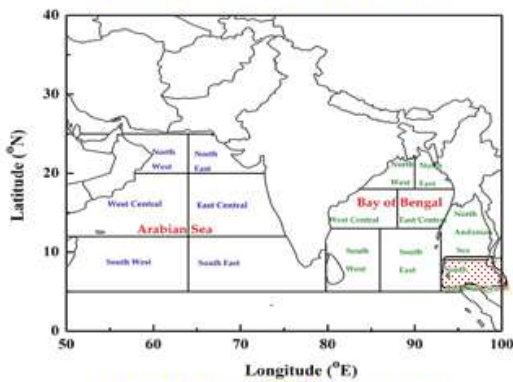 40
30
20
10
0
Latitude (°N)
North
West
North
East
West Central
East Central
Arabian Sea
South West
South East
North
West
North
East
Bay of Bengal
West Central
East Central
South
West
South
East
North
Andaman
Sea
South
50
60
70
80
90
100
Longitude (°E)